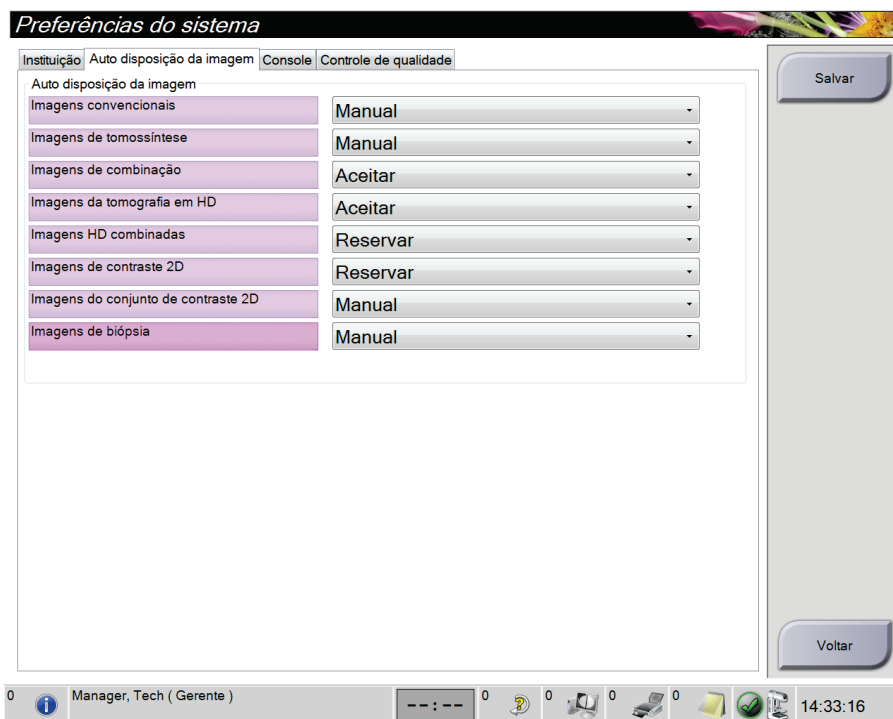 Preferências do sistema
Instituição Auto disposição da imagem Console Controle de qualidade
Auto disposição da imagem
Imagens convencionais Manual
Imagens de tomossíntese Manual
Imagens de combinação Aceitar
Imagens da tomografia em HD Aceitar
Imagens HD combinadas Reservar
Imagens de contraste 2D Reservar
Imagens do conjunto de contraste 2D Manual
Imagens de biópsia Manual
Salvar
Voltar
0 Manager, Tech ( Gerente ) --:-- 0 0 0 0 14:33:16